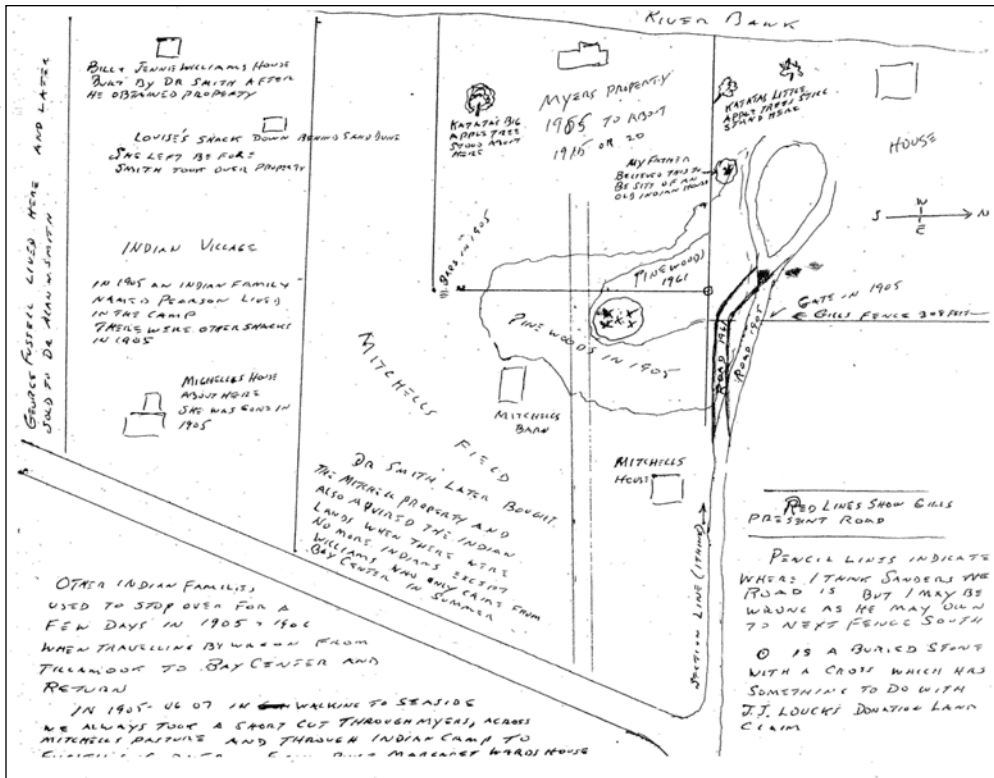 RIVER BANK
GEORGE FUSSELL LIVED HERE AND LATER
SOLD TO DR ALAN SMITH
BILLY JENNIE WILLIAMS HOUSE
BUILT BY DR SMITH AFTER
HE OBTAINED PROPERTY
LOUISE'S SHACK DOWN BEHIND SAND DUNE
SHE LEFT BE FORE
SMITH TOOK OVER PROPERTY
INDIAN VILLAGE
IN 1905 AN INDIAN FAMILY
NAMED PEARSON LIVED
IN THE CAMP
THERE WERE OTHER SHACKS
IN 1905
MICHELLES HOUSE
ABOUT HERE
SHE WAS GONE IN
1905
KATATAS BIG
APPLE TREE
STOOD ABOUT
HERE
MYERS PROPERTY
TO ABOUT
1915 OR 20
KATATAS LITTLE
APPLE TREES STILL
STAND HERE
MY FATHER
BELIEVED THIS TO
BE SITE OF AN
OLD INDIAN HOUSE
HOUSE
W
S N
E
BARS IN 1905
PINEWOODS
1961
PINEWOODS IN 1905
GATE IN 1905
GILLS FENCE
ROAD 1961
ROAD 1905
MITCHELLS
FIELD
MITCHELLS
BARN
MITCHELLS
HOUSE
DR SMITH LATER BOUGHT
THE MITCHELL PROPERTY AND
ALSO AQUIRED THE INDIAN
LANDS WHEN THERE WERE
NO MORE INDIANS EXCEPT
WILLIAMS WHO ONLY CAME FROM
BAY CENTER IN SUMMER
SECTION LINE
RED LINES SHOW GILLS
PRESENT ROAD
PENCIL LINES INDICATE
WHERE I THINK SANDERS
ROAD IS BUT I MAY BE
WRONG AS HE MAY OWN
TO NEXT FENCE SOUTH
O IS A BURIED STONE
WITH A CROSS WHICH HAS
SOMETHING TO DO WITH
J.J. LOUCKS DONATION LAND
CLAIM
OTHER INDIAN FAMILIES
USED TO STOP OVER FOR A
FEW DAYS IN 1905 & 1906
WHEN TRAVELLING BY WAGON FROM
TILLAMOOK TO BAY CENTER AND
RETURN
IN 1905-06 07 IN WALKING TO SEASIDE
WE ALWAYS TOOK A SHORT CUT THROUGH MYERS, ACROSS
MITCHELLS PASTURE AND THROUGH INDIAN CAMP TO
MARGARET WARDS HOUSE